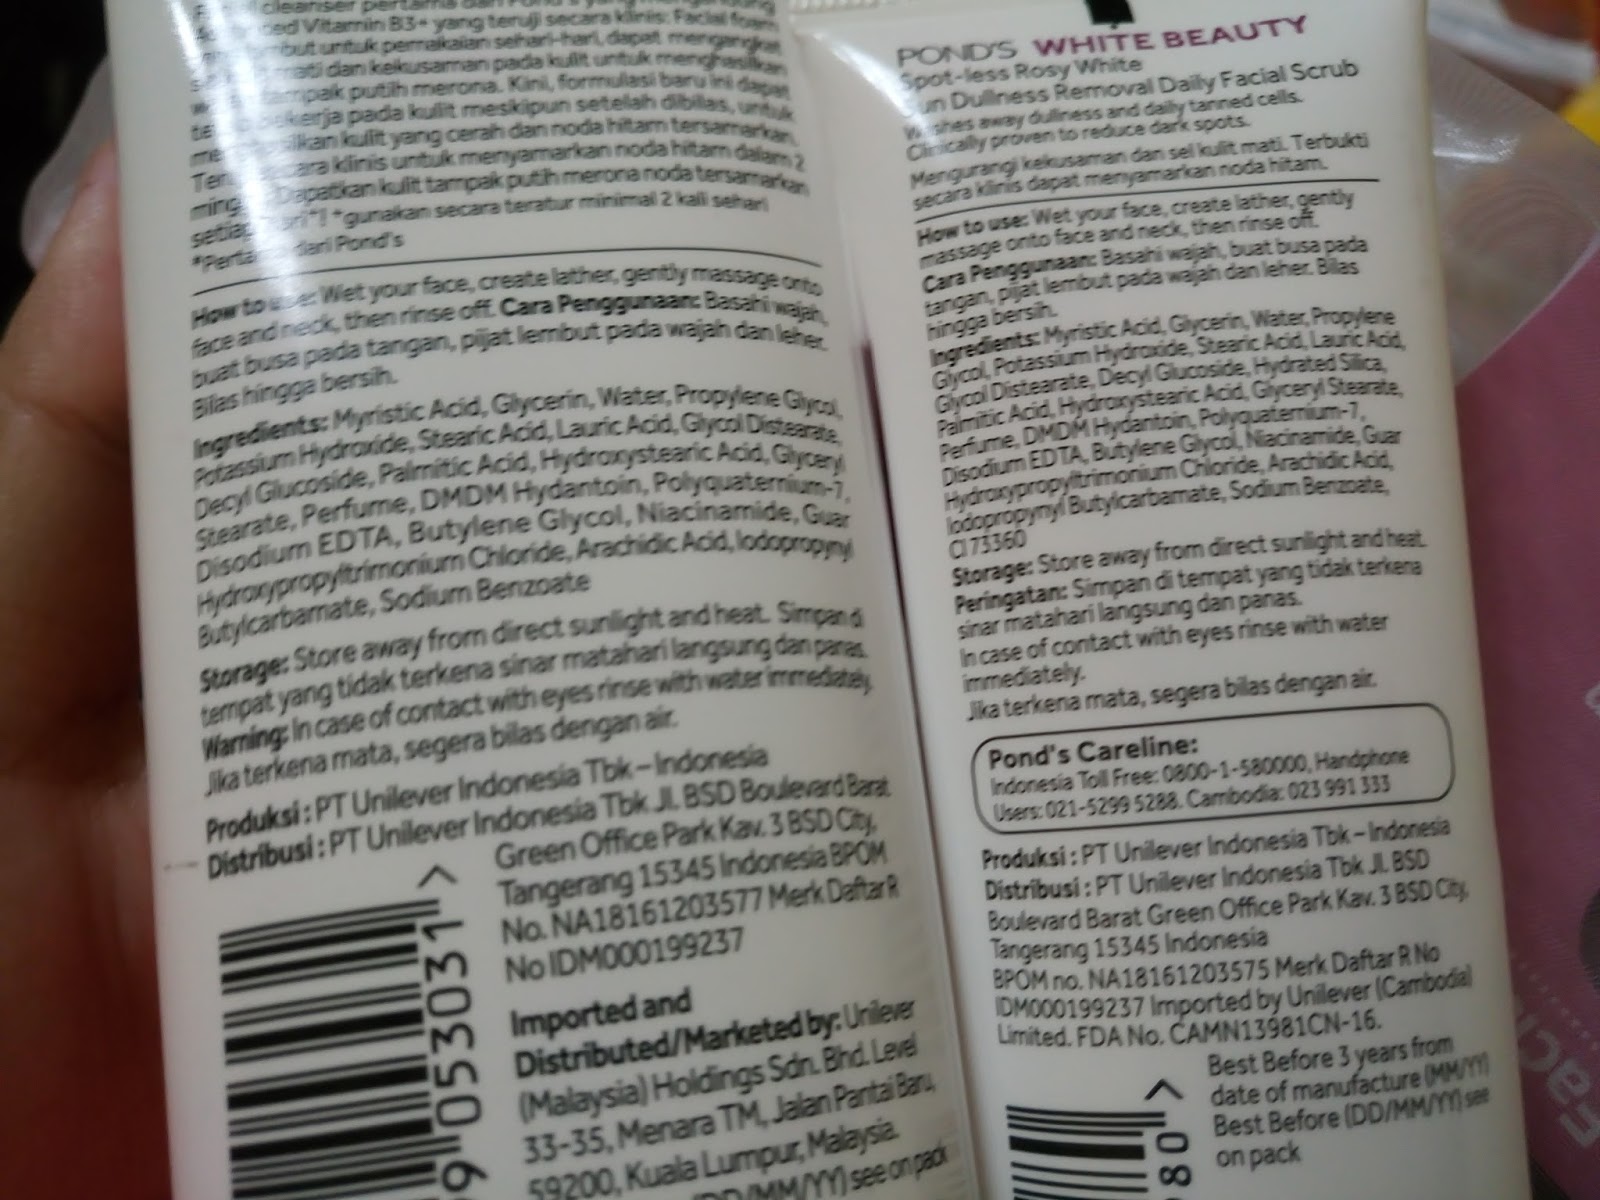 cleanser pertama dari Pond's yang mengandung
Vitamin B3+ yang teruji secara klinis: Facial foam
untuk pemakaian sehari-hari, dapat mengangkat
mati dan kekusaman pada kulit untuk menghasilkan
tampak putih merona. Kini, formulasi baru ini dapat
bekerja pada kulit meskipun setelah dibilas, untuk
kulit yang cerah dan noda hitam tersamarkan.
secara klinis untuk menyamarkan noda hitam dalam 2
Dapatkan kulit tampak putih merona noda tersamarkan
*gunakan secara teratur minimal 2 kali sehari
dari Pond's
How to use: Wet your face, create lather, gently massage onto
face and neck, then rinse off. Cara Penggunaan: Basahi wajah,
buat busa pada tangan, pijat lembut pada wajah dan leher.
Bilas hingga bersih.
Ingredients: Myristic Acid, Glycerin, Water, Propylene Glycol,
Potassium Hydroxide, Stearic Acid, Lauric Acid, Glycol Distearate,
Decyl Glucoside, Palmitic Acid, Hydroxystearic Acid, Glyceryl
Stearate, Perfume, DMDM Hydantoin, Polyquaternium-7,
Disodium EDTA, Butylene Glycol, Niacinamide, Guar
Hydroxypropyltrimonium Chloride, Arachidic Acid, Iodopropynyl
Butylcarbamate, Sodium Benzoate
Storage: Store away from direct sunlight and heat. Simpan di
tempat yang tidak terkena sinar matahari langsung dan panas.
Warning: In case of contact with eyes rinse with water immediately.
Jika terkena mata, segera bilas dengan air.
Produksi : PT Unilever Indonesia Tbk – Indonesia
Distribusi : PT Unilever Indonesia Tbk Jl. BSD Boulevard Barat
Green Office Park Kav. 3 BSD City,
Tangerang 15345 Indonesia BPOM
No. NA18161203577 Merk Daftar R
No IDM000199237
Imported and
Distributed/Marketed by: Unilever
(Malaysia) Holdings Sdn. Bhd. Level
33-35, Menara TM, Jalan Pantai Baru,
59200, Kuala Lumpur, Malaysia.
(DD/MM/YY) see on pack
9 053031 >
POND'S WHITE BEAUTY
Spot-less Rosy White
Sun Dullness Removal Daily Facial Scrub
Washes away dullness and daily tanned cells.
Clinically proven to reduce dark spots.
Mengurangi kekusaman dan sel kulit mati. Terbukti
secara klinis dapat menyamarkan noda hitam.
How to use: Wet your face, create lather, gently
massage onto face and neck, then rinse off.
Cara Penggunaan: Basahi wajah, buat busa pada
tangan, pijat lembut pada wajah dan leher. Bilas
hingga bersih.
Ingredients: Myristic Acid, Glycerin, Water, Propylene
Glycol, Potassium Hydroxide, Stearic Acid, Lauric Acid,
Glycol Distearate, Decyl Glucoside, Hydrated Silica,
Palmitic Acid, Hydroxystearic Acid, Glyceryl Stearate,
Perfume, DMDM Hydantoin, Polyquaternium-7,
Disodium EDTA, Butylene Glycol, Niacinamide, Guar
Hydroxypropyltrimonium Chloride, Arachidic Acid,
Iodopropynyl Butylcarbamate, Sodium Benzoate,
CI 73360
Storage: Store away from direct sunlight and heat.
Peringatan: Simpan di tempat yang tidak terkena
sinar matahari langsung dan panas.
In case of contact with eyes rinse with water
immediately.
Jika terkena mata, segera bilas dengan air.
Pond's Careline:
Indonesia Toll Free: 0800-1-580000, Handphone
Users: 021-5299 5288. Cambodia: 023 991 333
Produksi : PT Unilever Indonesia Tbk – Indonesia
Distribusi : PT Unilever Indonesia Tbk Jl. BSD
Boulevard Barat Green Office Park Kav. 3 BSD City,
Tangerang 15345 Indonesia
BPOM no. NA18161203575 Merk Daftar R No
IDM000199237 Imported by Unilever (Cambodia)
Limited. FDA No. CAMN13981CN-16.
Best Before 3 years from
date of manufacture (MM/YY)
Best Before (DD/MM/YY) see
on pack
80 >